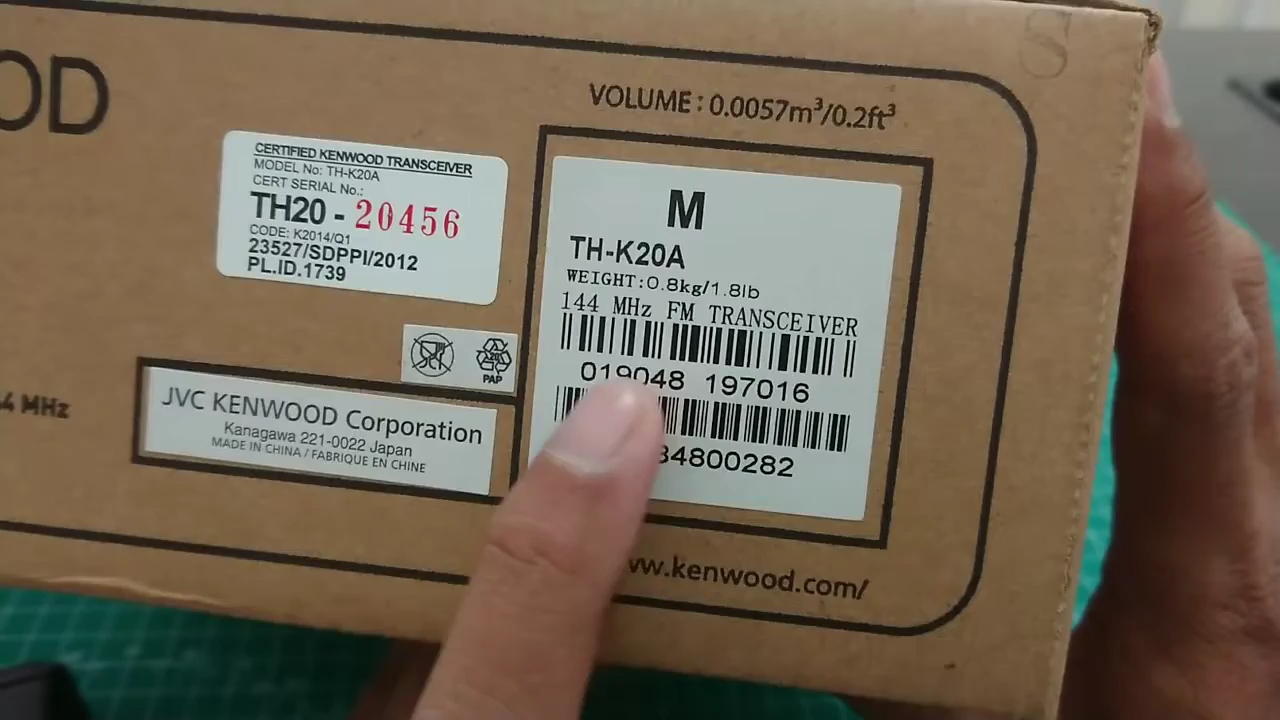 OD
VOLUME : 0.0057m³/0.2ft³
CERTIFIED KENWOOD TRANSCEIVER
MODEL No: TH-K20A
CERT SERIAL No.:
TH20 - 20456
CODE: K2014/Q1
23527/SDPPI/2012
PL.ID.1739
M
TH-K20A
WEIGHT:0.8kg/1.8lb
144 MHz FM TRANSCEIVER
019048 197016
84800282
20
PAP
MHz
JVC KENWOOD Corporation
Kanagawa 221-0022 Japan
MADE IN CHINA / FABRIQUE EN CHINE
w.kenwood.com/
S